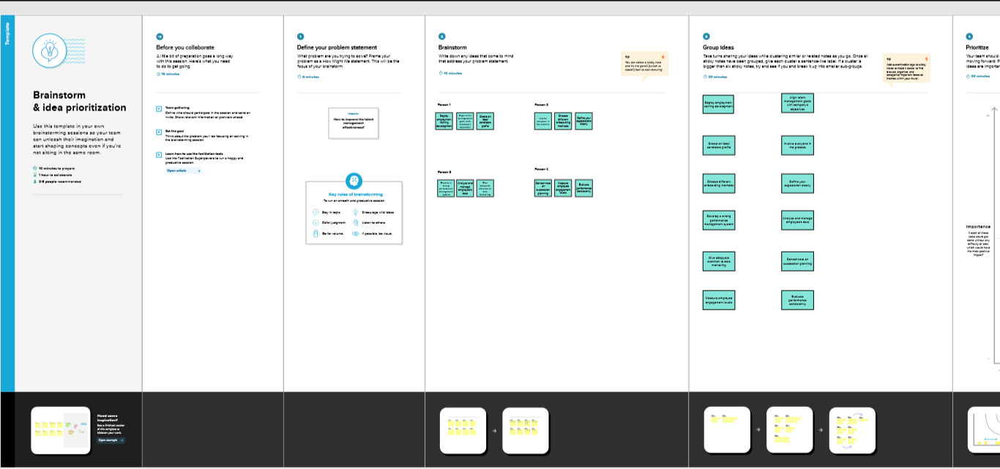 Template
Brainstorm
& idea prioritization
Use this template in your own
brainstorming sessions so your team
can unleash their imagination and
start shaping concepts even if you're
not sitting in the same room.
10 minutes to prepare
1 hour to collaborate
2-8 people recommended
Before you collaborate
A little bit of preparation goes a long way
with this session. Here's what you need
to do to get going.
10 minutes
Team gathering
Define who should participate in the session and send an
invite. Share relevant information or pre-work ahead.
Set the goal
Think about the problem you'll be focusing on solving in
the brainstorming session.
Learn how to use the facilitation tools
Use the Facilitation Superpowers to run a happy and
productive session.
Open article
1
Define your problem statement
What problem are you trying to solve? Frame your
problem as a How Might We statement. This will be the
focus of your brainstorm.
5 minutes
PROBLEM
How to improve the talent
management
effectiveness?
Key rules of brainstorming
To run an smooth and productive session
Stay in topic.
Encourage wild ideas.
Defer judgment.
Listen to others.
Go for volume.
If possible, be visual.
2
Brainstorm
Write down any ideas that come to mind
that address your problem statement.
10 minutes
TIP
You can select a sticky note
and hit the pencil [switch to
sketch] icon to start drawing!
Person 1
Deploy
employment
training development
Align talent
management
goals with
company's
objectives
Create an
ideal
candidate
profile
Person 2
Involve
everyone in
the process
Choose
different
onboarding
methods
Define your
expectations
clearly
Person 3
Develop a
strong
performance
management
system
Analyse and
manage
employee's
data
Give
adequate
attention to
data
monitoring
Person 4
Concentrate
on
succession
planning
Measure
employee
engagement
levels
Evaluate
performance
consistently
3
Group ideas
Take turns sharing your ideas while clustering similar or related notes as you go. Once all
sticky notes have been grouped, give each cluster a sentence-like label. If a cluster is
bigger than six sticky notes, try and see if you and break it up into smaller sub-groups.
20 minutes
TIP
Add customizable tags to sticky
notes to make it easier to find,
browse, organize, and
categorize important ideas as
themes within your mural.
Deploy employment
training development
Align talent
management goals
with company's
objectives
Create an ideal
candidate profile
Involve everyone in
the process
Choose different
onboarding methods
Define your
expectation clearly
Develop a strong
performance
management system
Analyse and manage
employee's data
Give adequate
attention to data
monitoring
Concentrate on
succession planning
Measure employee
engagement levels
Evaluate
performance
consistently
4
Prioritize
Your team should
moving forward. P
ideas are importan
20 minutes
Importance
If each of these
tasks could get
done without any
difficulty or cost,
which would have
the most positive
impact?
Need some
inspiration?
See a finished version
of this template to
kickstart your work.
Open example